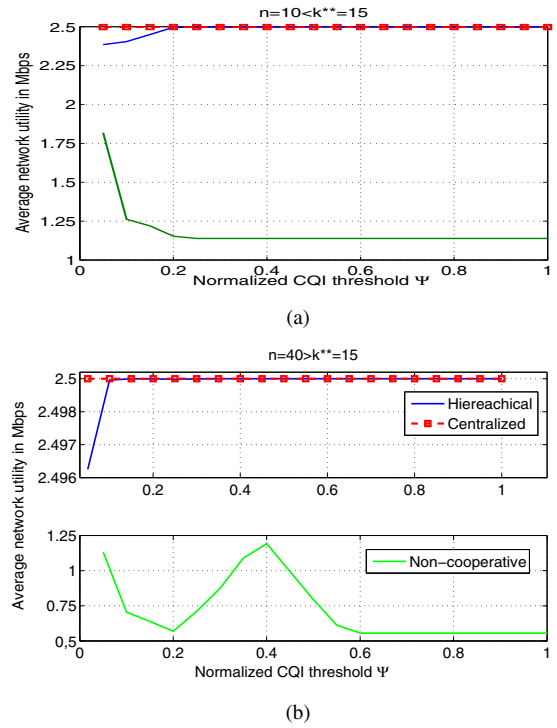 n=10<k**=15
Average network utility in Mbps
2.5
2.25
2
1.75
1.5
1.25
1
0 0.2 0.4 0.6 0.8 1
Normalized CQI threshold Ψ
(a)
n=40>k**=15
Average network utility in Mbps
2.5
2.498
2.497
2.496
0.2 0.4 0.6 0.8 1
Hiereachical
Centralized
1.25
1
0.75
0.5
0 0.2 0.4 0.6 0.8 1
Non-cooperative
Normalized CQI threshold Ψ
(b)